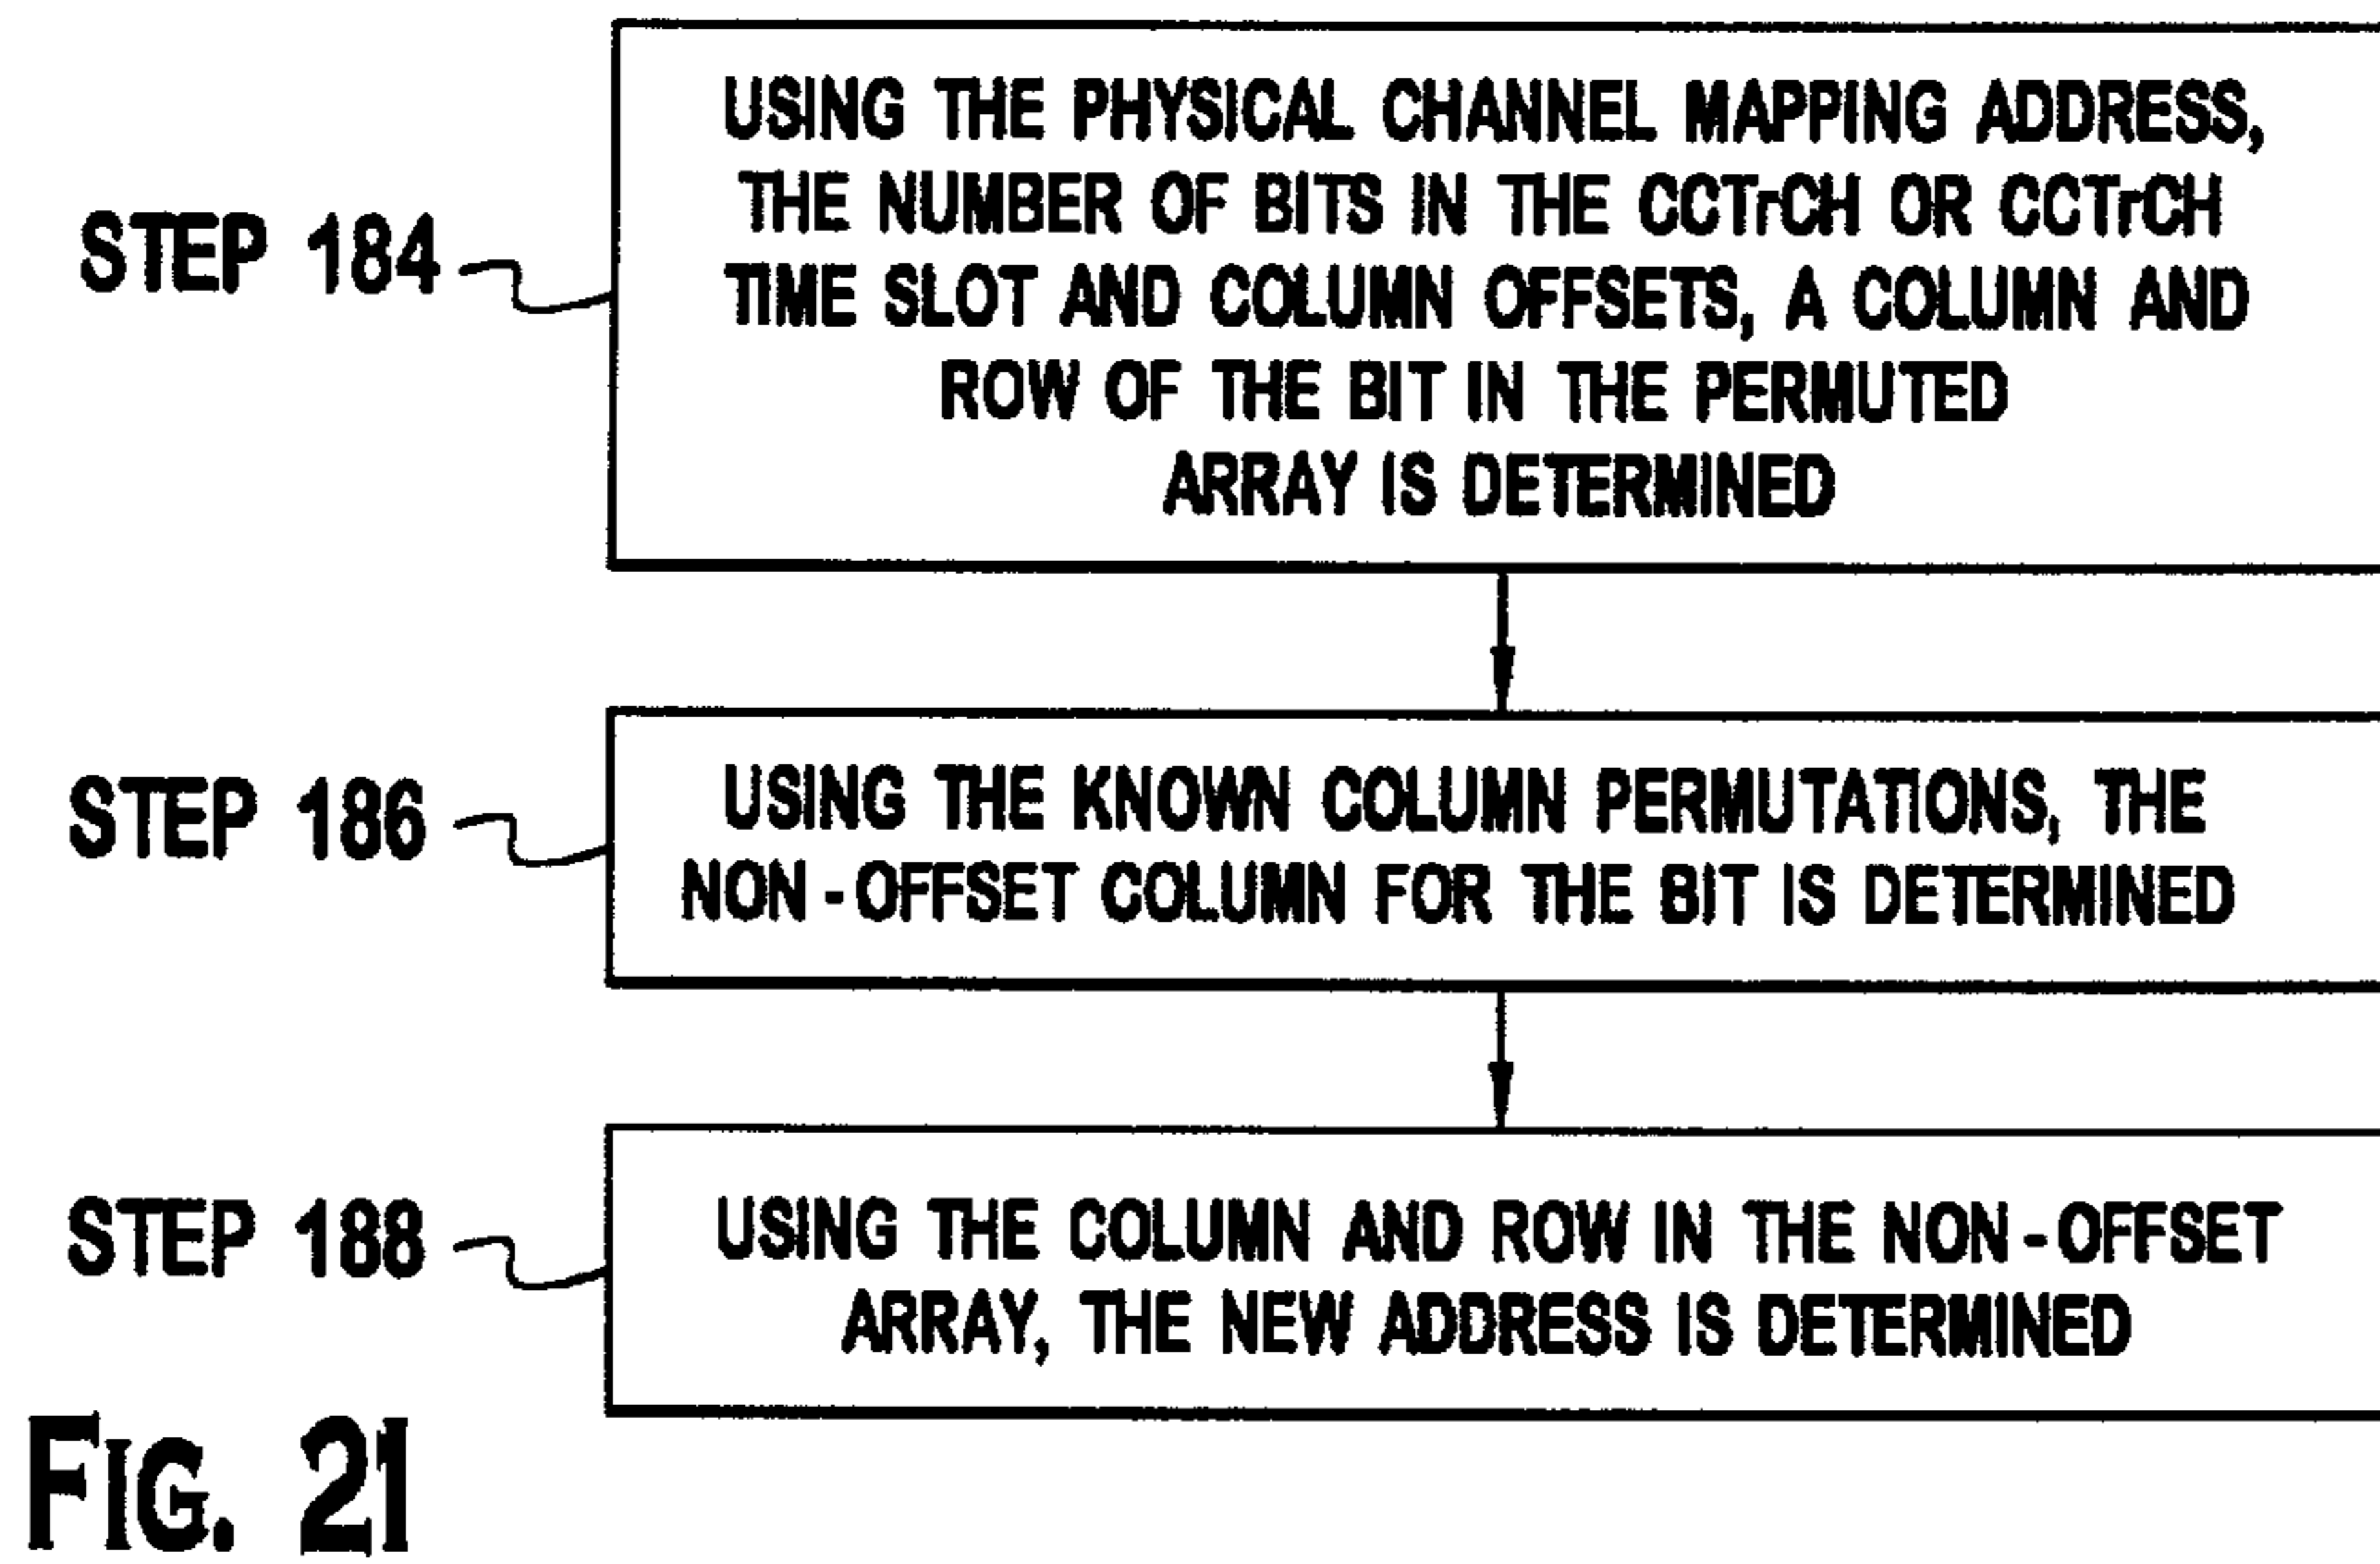 STEP 184
USING THE PHYSICAL CHANNEL MAPPING ADDRESS,
THE NUMBER OF BITS IN THE CCTrCH OR CCTrCH
TIME SLOT AND COLUMN OFFSETS, A COLUMN AND
ROW OF THE BIT IN THE PERMUTED
ARRAY IS DETERMINED
STEP 186
USING THE KNOWN COLUMN PERMUTATIONS, THE
NON-OFFSET COLUMN FOR THE BIT IS DETERMINED
STEP 188
USING THE COLUMN AND ROW IN THE NON-OFFSET
ARRAY, THE NEW ADDRESS IS DETERMINED
FIG. 21